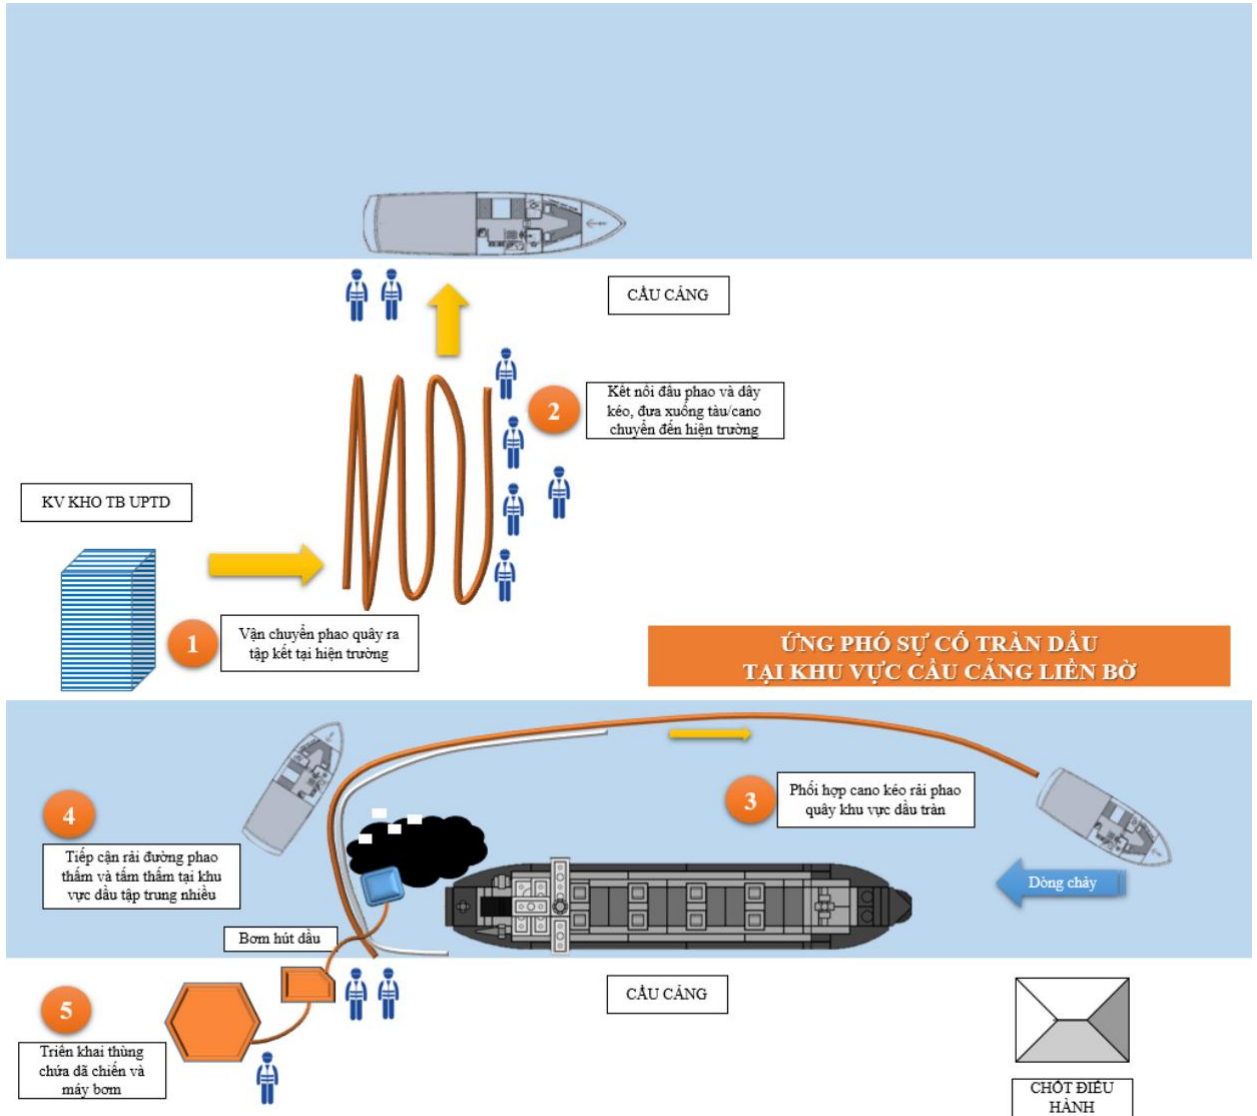 CẦU CẢNG
2
Kết nối đầu phao và dây
kéo, đưa xuống tàu/cano
chuyển đến hiện trường
KV KHO TB UPTD
1
Vận chuyển phao quây ra
tập kết tại hiện trường
ỨNG PHÓ SỰ CỐ TRÀN DẦU
TẠI KHU VỰC CẦU CẢNG LIỀN BỜ
3
Phối hợp cano kéo rải phao
quây khu vực dầu tràn
4
Tiếp cận rải đường phao
thấm và tấm thấm tại khu
vực dầu tập trung nhiều
Dòng chảy
Bơm hút dầu
CẦU CẢNG
5
Triển khai thùng
chứa dã chiến và
máy bơm
CHỐT ĐIỀU
HÀNH